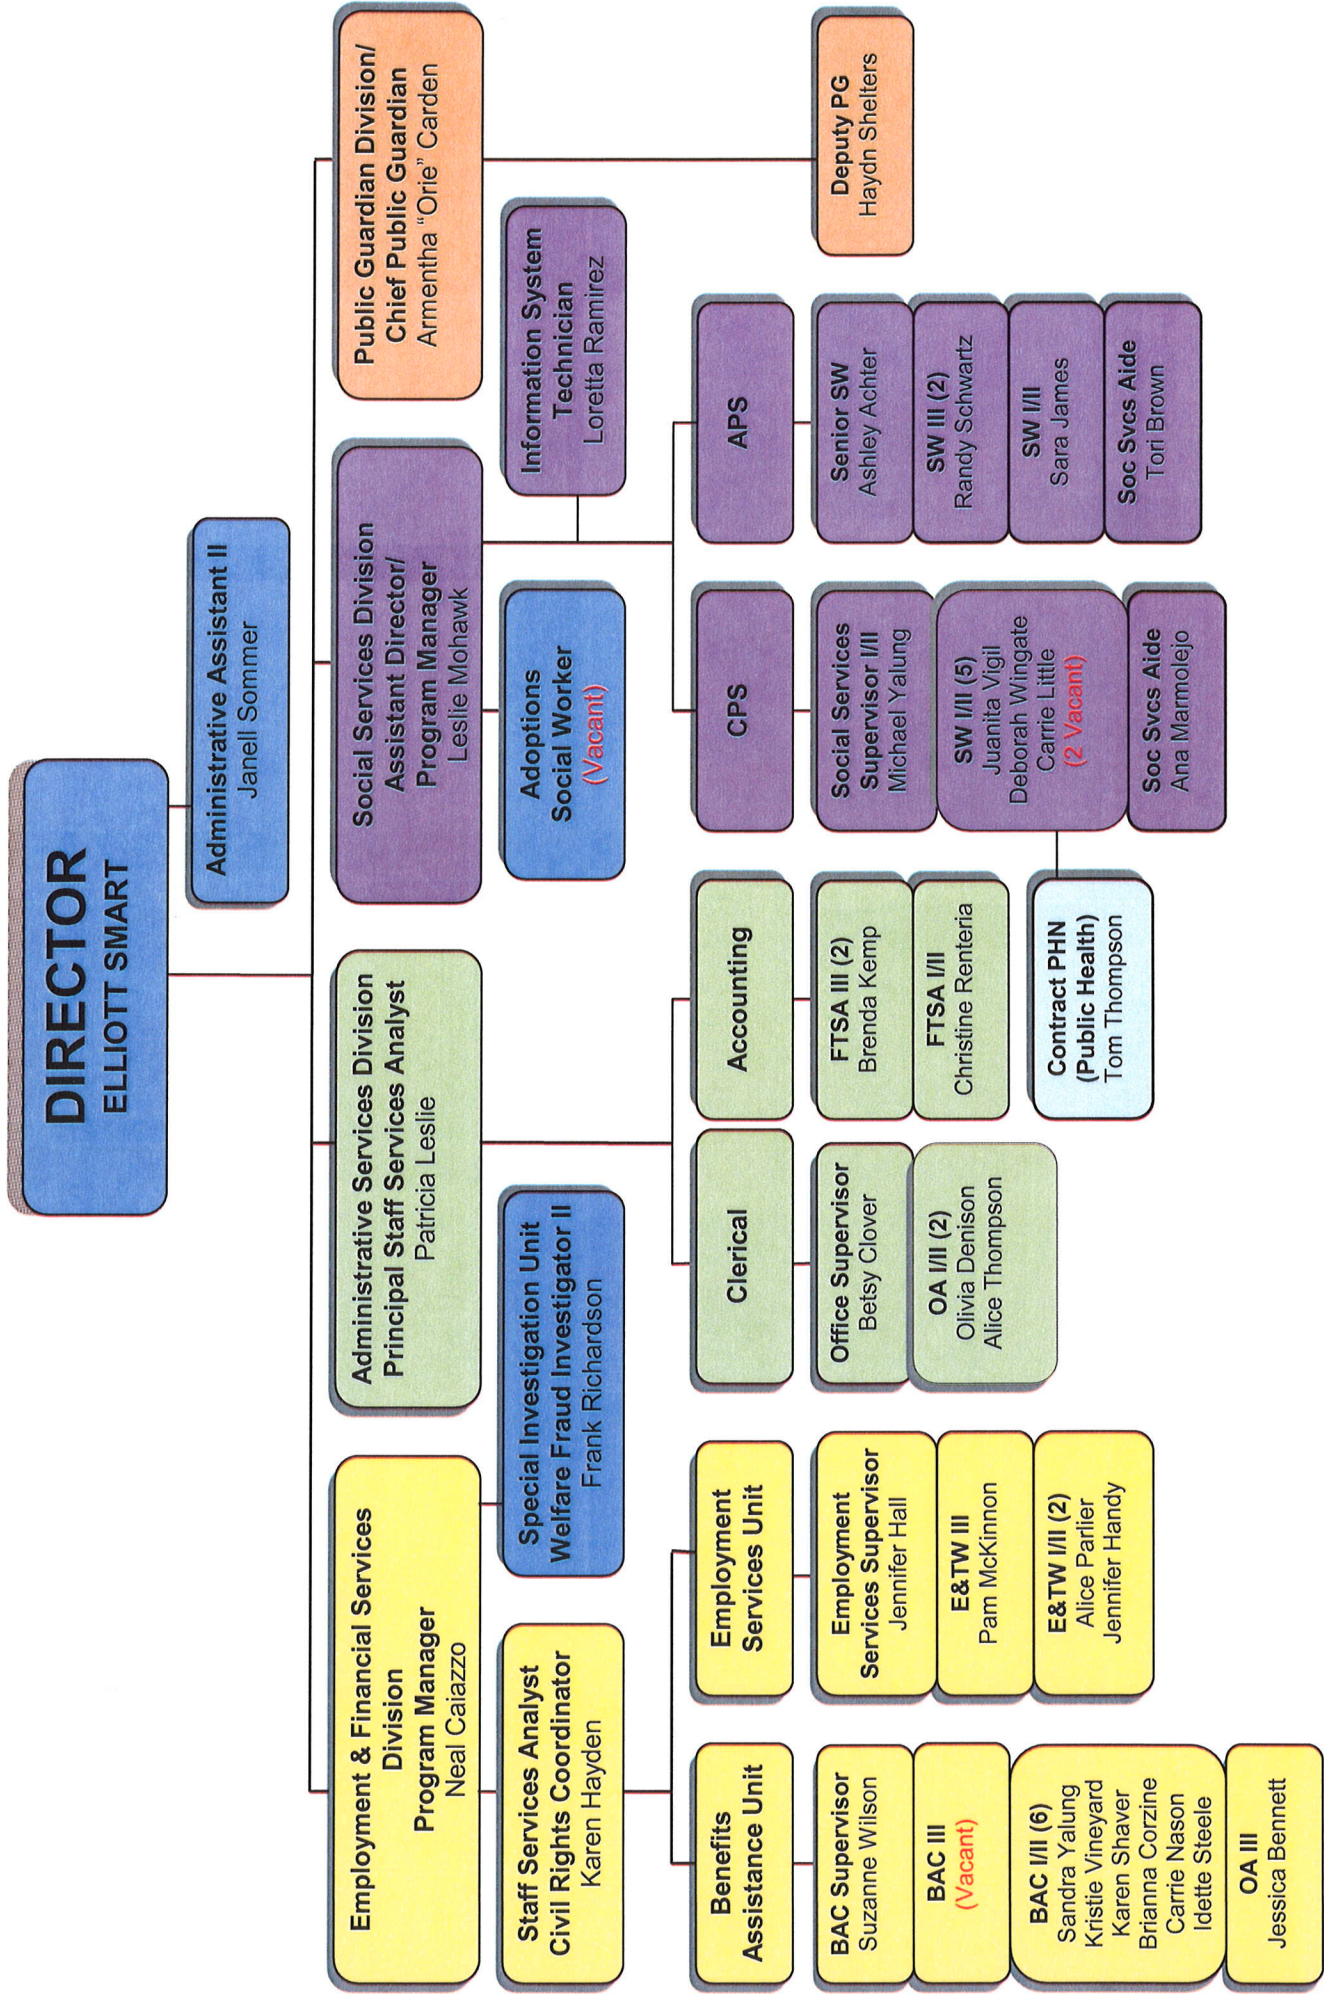 DIRECTOR
ELLIOTT SMART
Administrative Assistant II
Janell Sommer
Employment & Financial Services
Division
Program Manager
Neal Caiazzo
Administrative Services Division
Principal Staff Services Analyst
Patricia Leslie
Social Services Division
Assistant Director/
Program Manager
Leslie Mohawk
Public Guardian Division/
Chief Public Guardian
Armentha "Orie" Carden
Staff Services Analyst
Civil Rights Coordinator
Karen Hayden
Special Investigation Unit
Welfare Fraud Investigator II
Frank Richardson
Adoptions
Social Worker
(Vacant)
Information System
Technician
Loretta Ramirez
Benefits
Assistance Unit
Employment
Services Unit
Clerical
Accounting
CPS
APS
BAC Supervisor
Suzanne Wilson
BAC III
(Vacant)
BAC I/II (6)
Sandra Yalung
Kristie Vineyard
Karen Shaver
Brianna Corzine
Carrie Nason
Idette Steele
OA III
Jessica Bennett
Employment
Services Supervisor
Jennifer Hall
E&TW III
Pam McKinnon
E&TW I/II (2)
Alice Parlier
Jennifer Handy
Office Supervisor
Betsy Clover
OA I/II (2)
Olivia Denison
Alice Thompson
FTSA III (2)
Brenda Kemp
FTSA I/II
Christine Renteria
Contract PHN
(Public Health)
Tom Thompson
Social Services
Supervisor I/II
Michael Yalung
SW I/II/III (5)
Juanita Vigil
Deborah Wingate
Carrie Little
(2 Vacant)
Soc Svcs Aide
Ana Marmolejo
Senior SW
Ashley Achter
SW III (2)
Randy Schwartz
SW I/II
Sara James
Soc Svcs Aide
Tori Brown
Deputy PG
Haydn Shelters